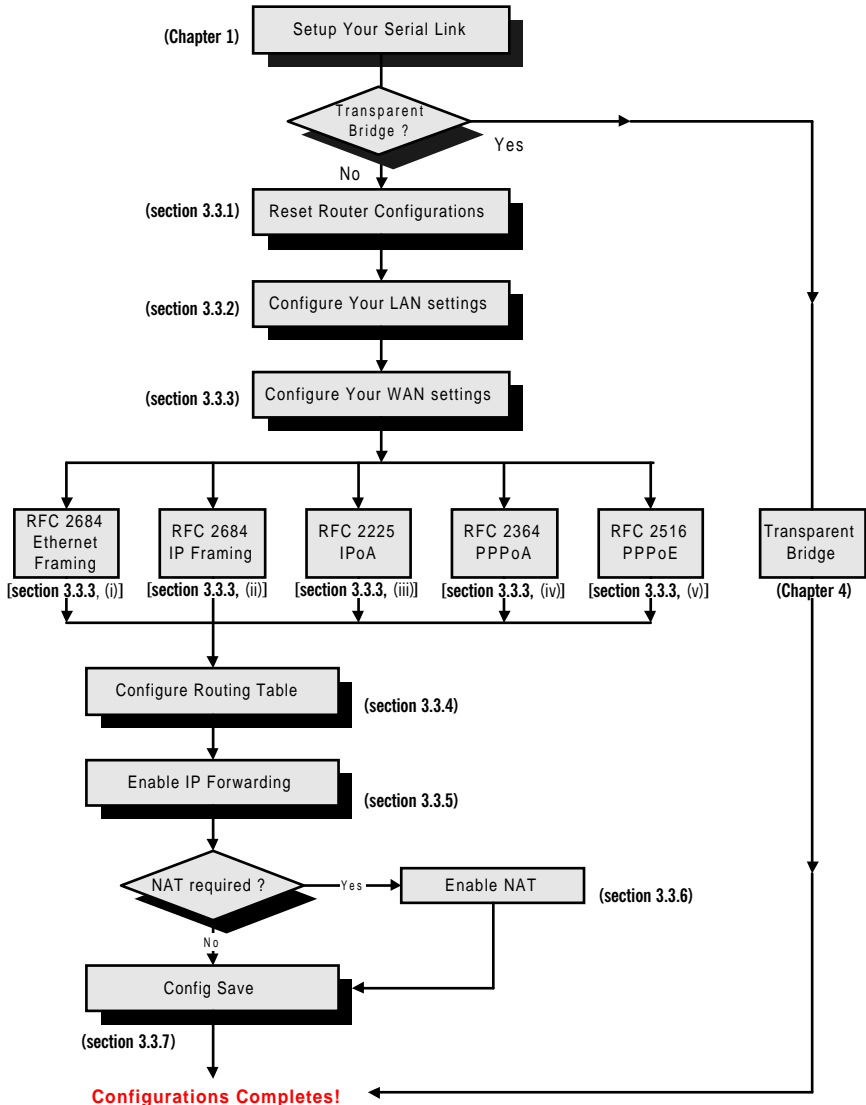 (Chapter 1)
Setup Your Serial Link
Transparent
Bridge ?
Yes
No
(section 3.3.1)
Reset Router Configurations
(section 3.3.2)
Configure Your LAN settings
(section 3.3.3)
Configure Your WAN settings
RFC 2684
Ethernet
Framing
[section 3.3.3, (i)]
RFC 2684
IP Framing
[section 3.3.3, (ii)]
RFC 2225
IPoA
[section 3.3.3, (iii)]
RFC 2364
PPPoA
[section 3.3.3, (iv)]
RFC 2516
PPPoE
[section 3.3.3, (v)]
Transparent
Bridge
(Chapter 4)
Configure Routing Table
(section 3.3.4)
Enable IP Forwarding
(section 3.3.5)
NAT required ?
Yes
Enable NAT
(section 3.3.6)
No
Config Save
(section 3.3.7)
Configurations Completes!